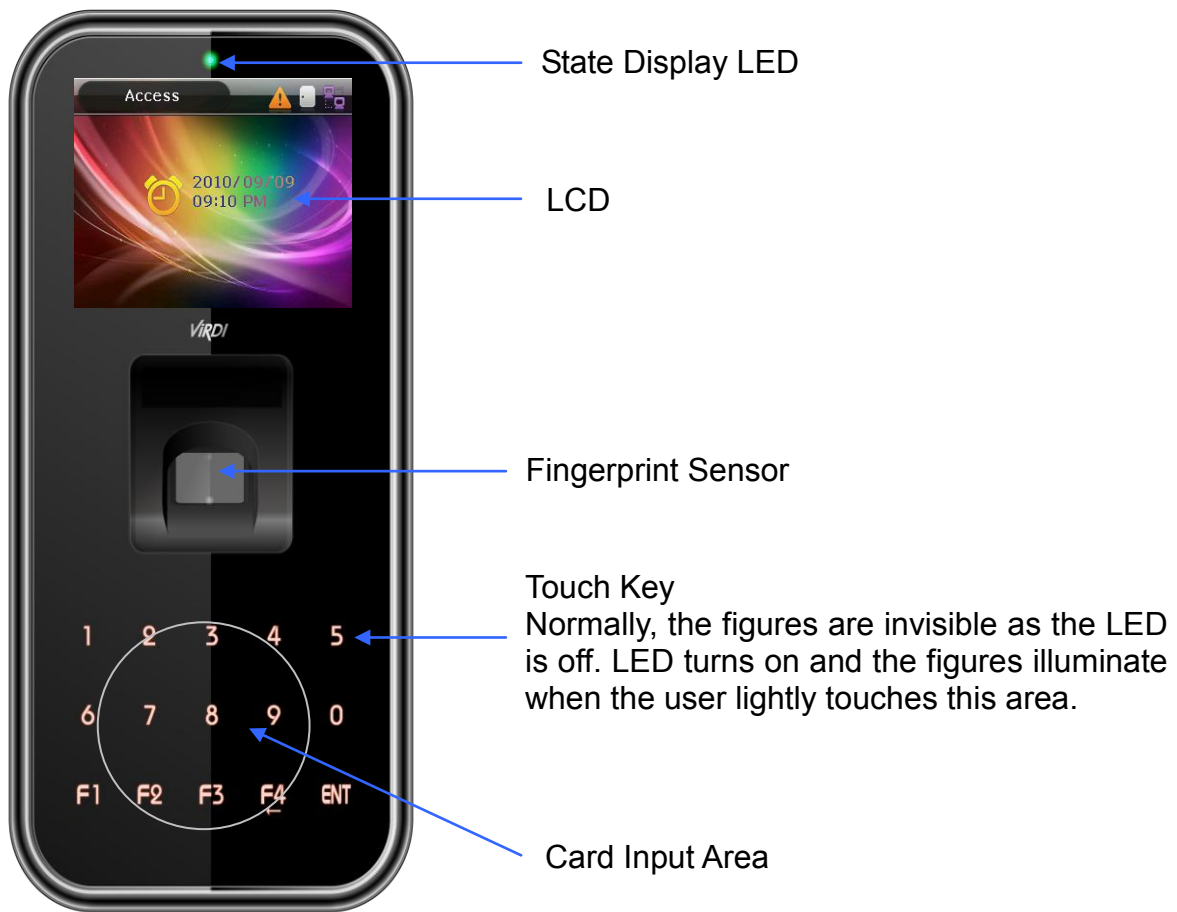 State Display LED
Access
2010/09/09
09:10 PM
LCD
ViRDI
Fingerprint Sensor
Touch Key
Normally, the figures are invisible as the LED
is off. LED turns on and the figures illuminate
when the user lightly touches this area.
1 2 3 4 5
6 7 8 9 0
F1 F2 F3 F4 ENT
←
Card Input Area